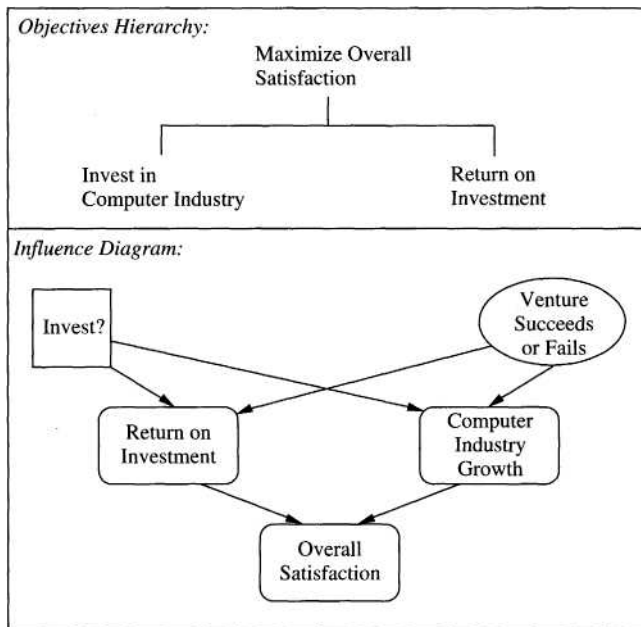 Objectives Hierarchy:
Maximize Overall
Satisfaction
Invest in
Computer Industry
Return on
Investment
Influence Diagram:
Invest?
Venture
Succeeds
or Fails
Return on
Investment
Computer
Industry
Growth
Overall
Satisfaction